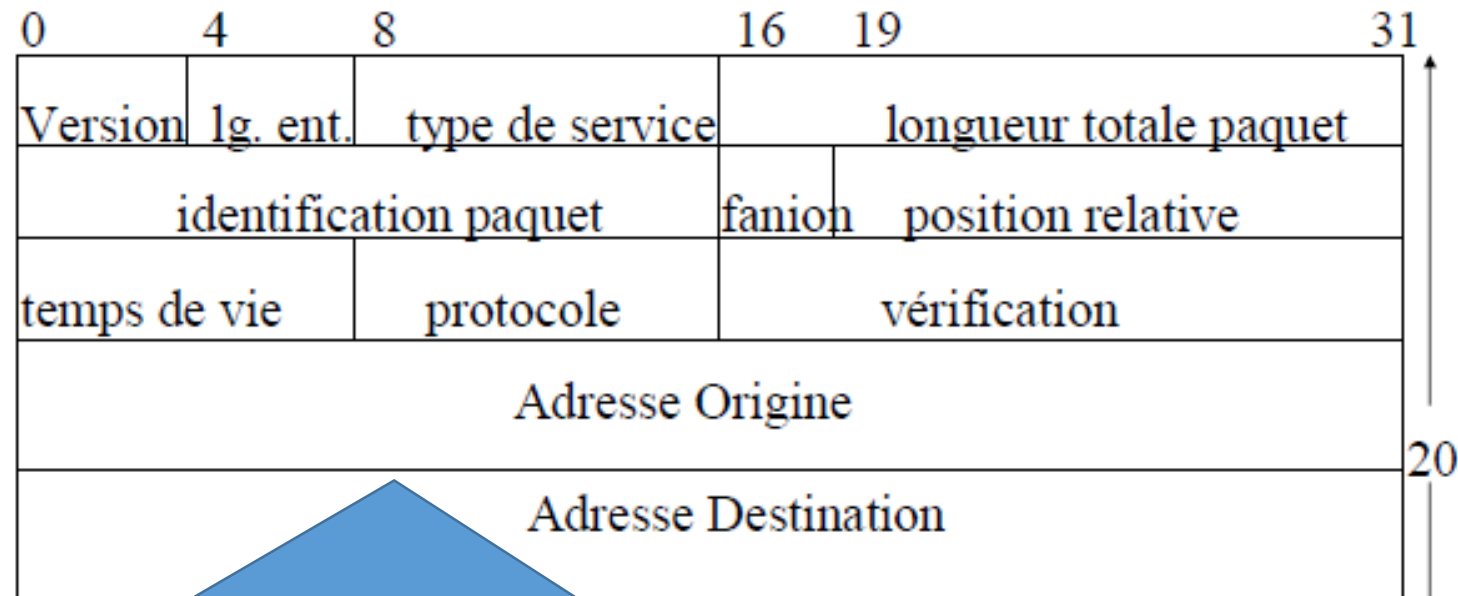 0 4 8 16 19 31
Version lg. ent. type de service longueur totale paquet
identification paquet fanion position relative
temps de vie protocole vérification
Adresse Origine
20
Adresse Destination